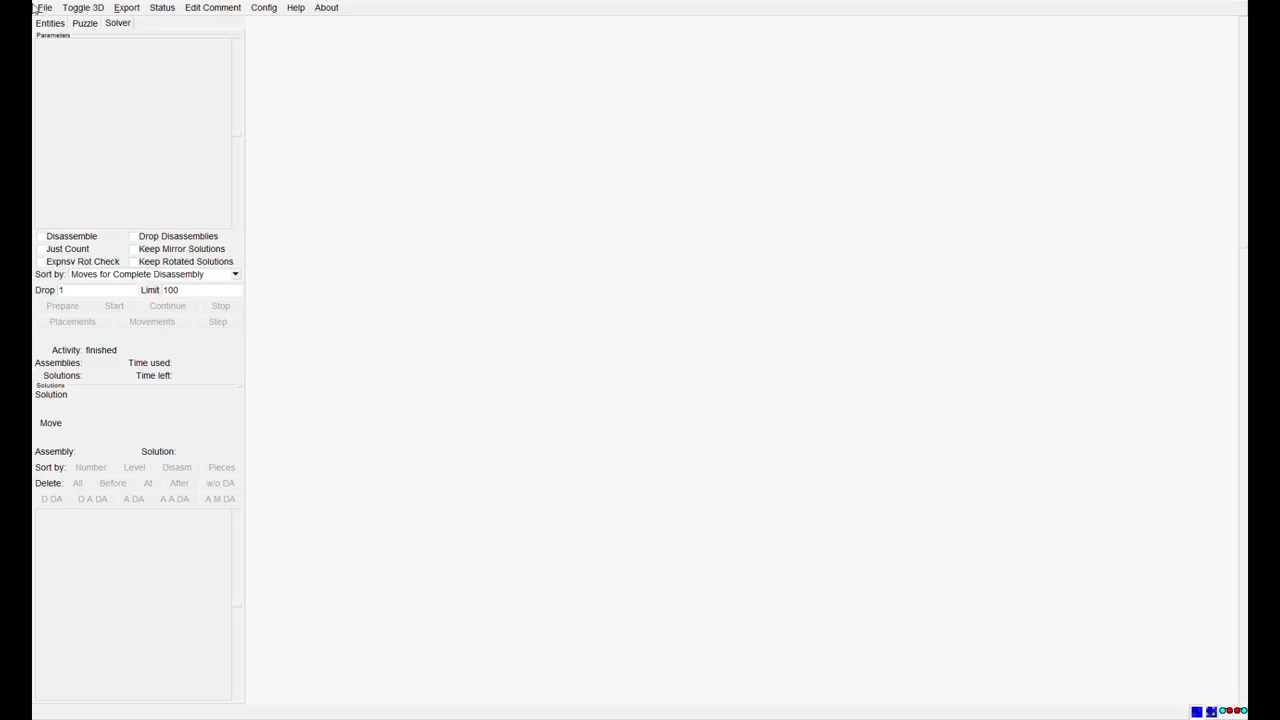 File Toggle 3D Export Status Edit Comment Config Help About
Entities Puzzle Solver
Parameters
Disassemble Drop Disassemblies
Just Count Keep Mirror Solutions
Expnsv Rot Check Keep Rotated Solutions
Sort by: Moves for Complete Disassembly
Drop 1 Limit 100
Prepare Start Continue Stop
Placements Movements Step
Activity: finished
Assemblies: Time used:
Solutions: Time left:
Solutions
Solution
Move
Assembly: Solution:
Sort by: Number Level Disasm Pieces
Delete: All Before At After w/o DA
D DA D A DA A DA A A DA A M DA